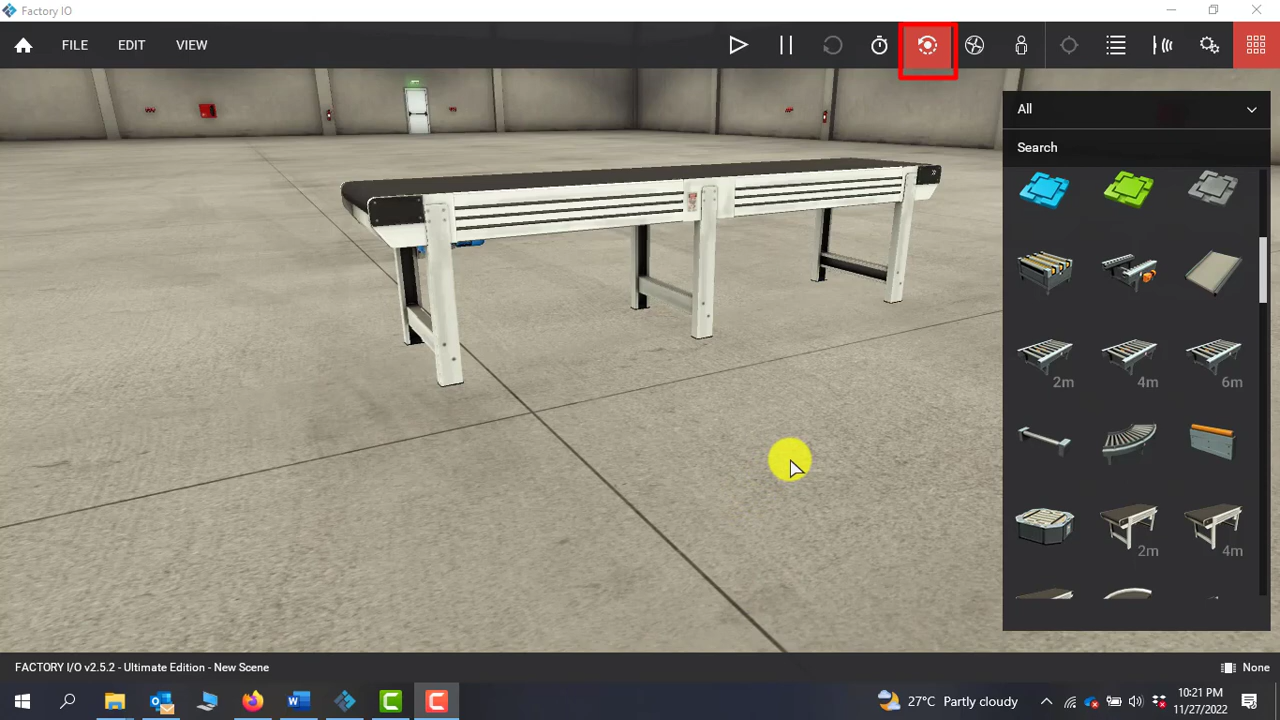 Factory IO
FILE EDIT VIEW
All
Search
2m 4m 6m
2m 4m
FACTORY I/O v2.5.2 - Ultimate Edition - New Scene
None
27°C Partly cloudy
10:21 PM
11/27/2022